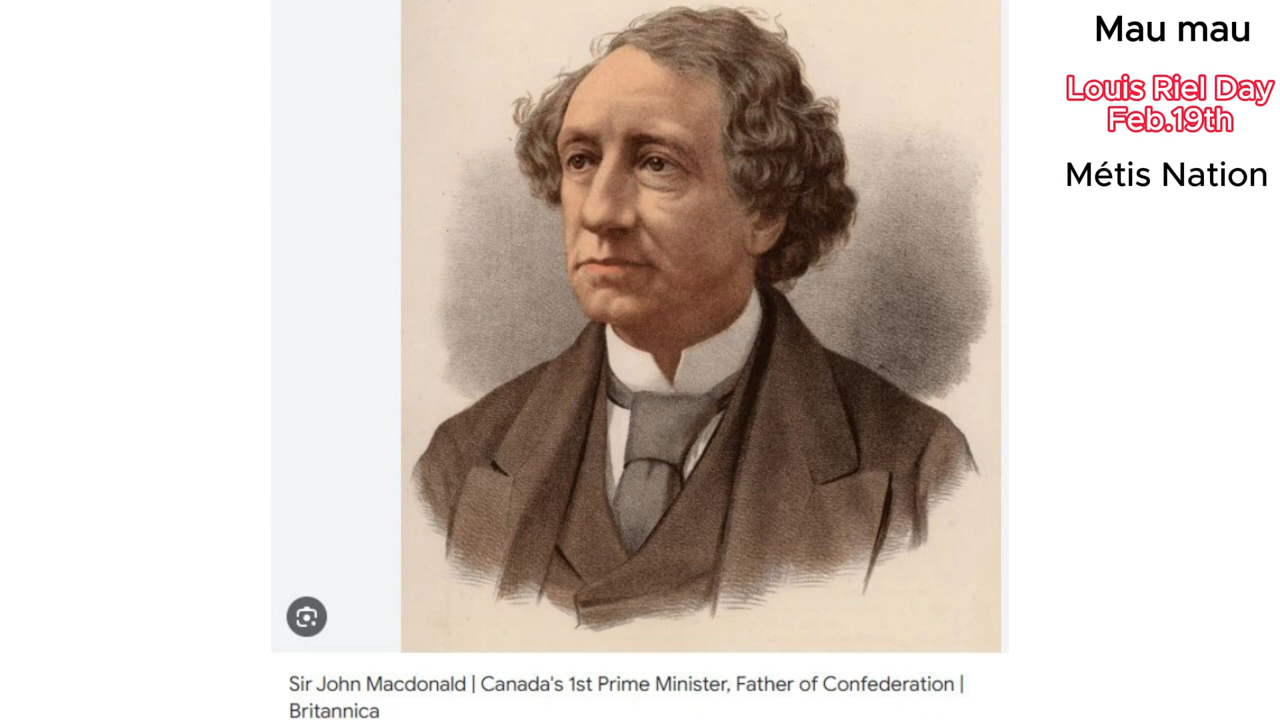 Mau mau
Louis Riel Day
Feb.19th
Métis Nation
Sir John Macdonald | Canada's 1st Prime Minister, Father of Confederation |
Britannica